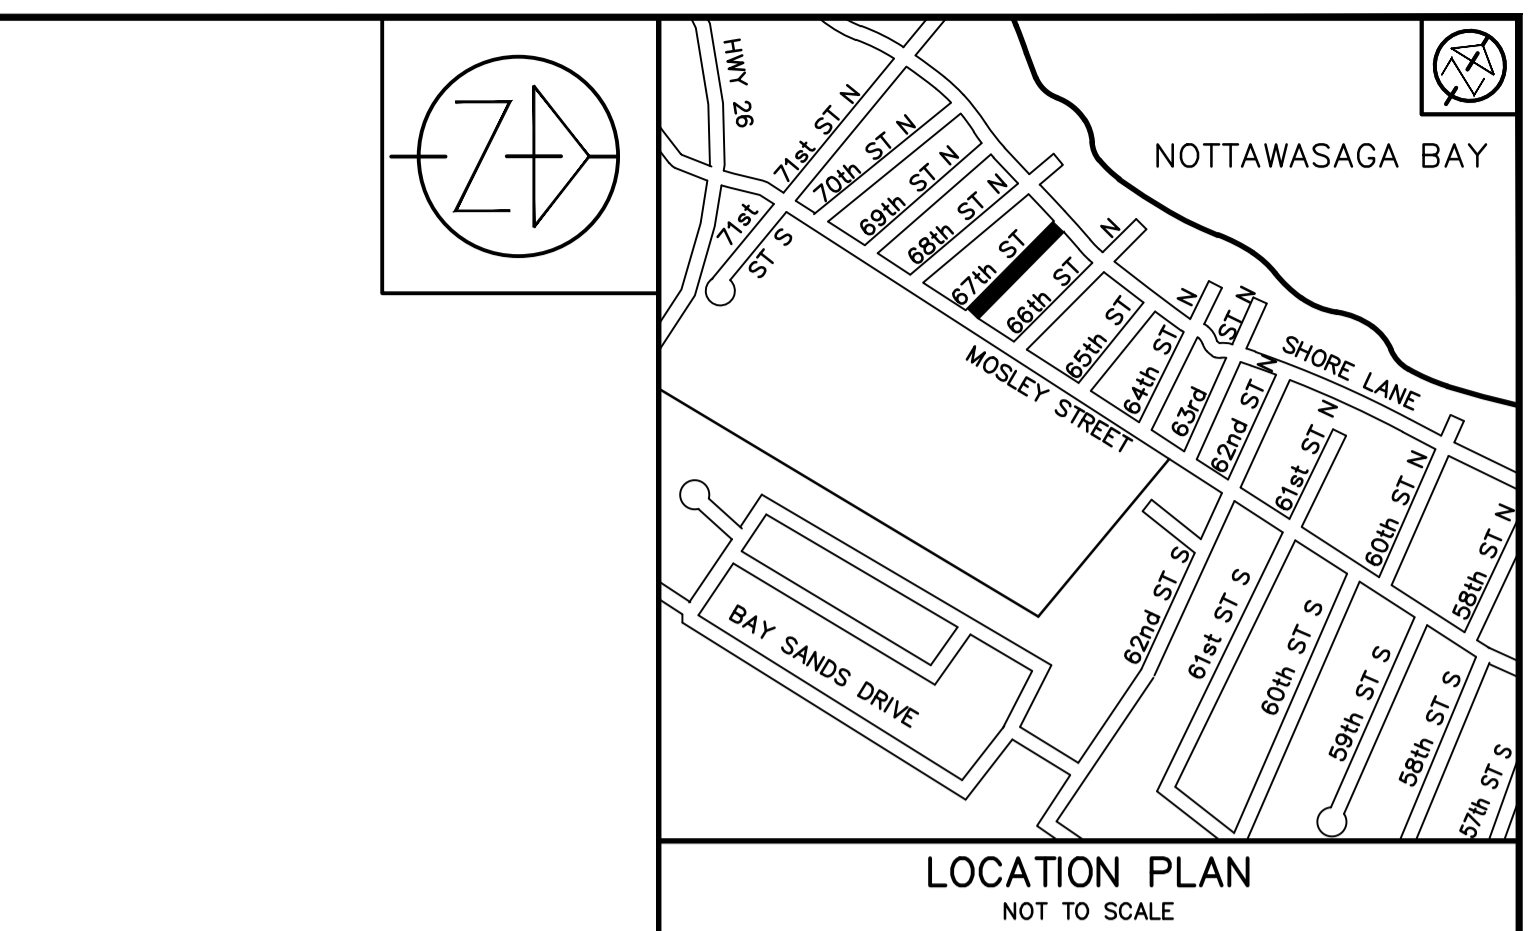 HWY 26
NOTTAWASAGA BAY
71st ST N
70th ST N
69th ST N
68th ST N
67th ST
N
66th ST
N
65th ST
N
64th ST
ST N
63rd
62nd ST N
61st ST N
60th ST N
58th ST N
71st
ST S
SHORE LANE
MOSLEY STREET
62nd ST S
61st ST S
60th ST S
59th ST S
58th ST S
57th ST S
BAY SANDS DRIVE
LOCATION PLAN
NOT TO SCALE